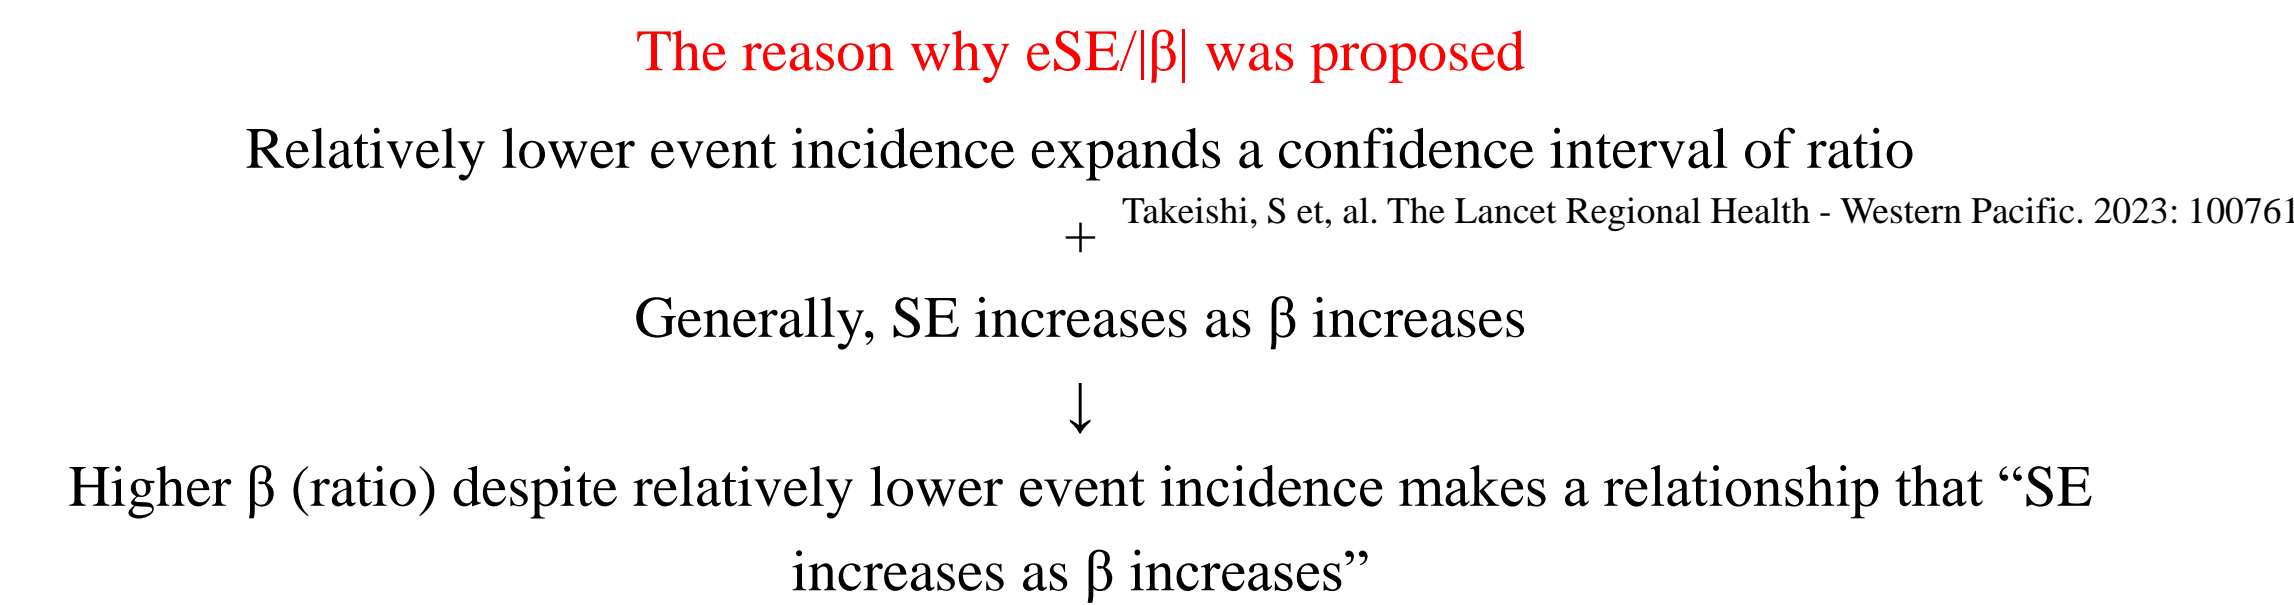 The reason why eSE/|β| was proposed
Relatively lower event incidence expands a confidence interval of ratio
Takeishi, S et, al. The Lancet Regional Health - Western Pacific. 2023: 100761
+
Generally, SE increases as β increases
↓
Higher β (ratio) despite relatively lower event incidence makes a relationship that “SE
increases as β increases”